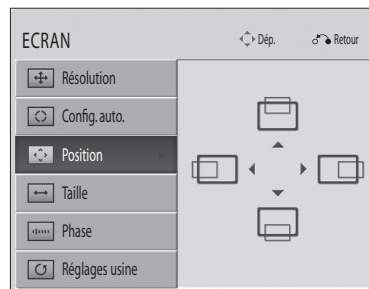 ECRAN Dép. Retour
Résolution
Config. auto.
Position
Taille
Phase
Réglages usine